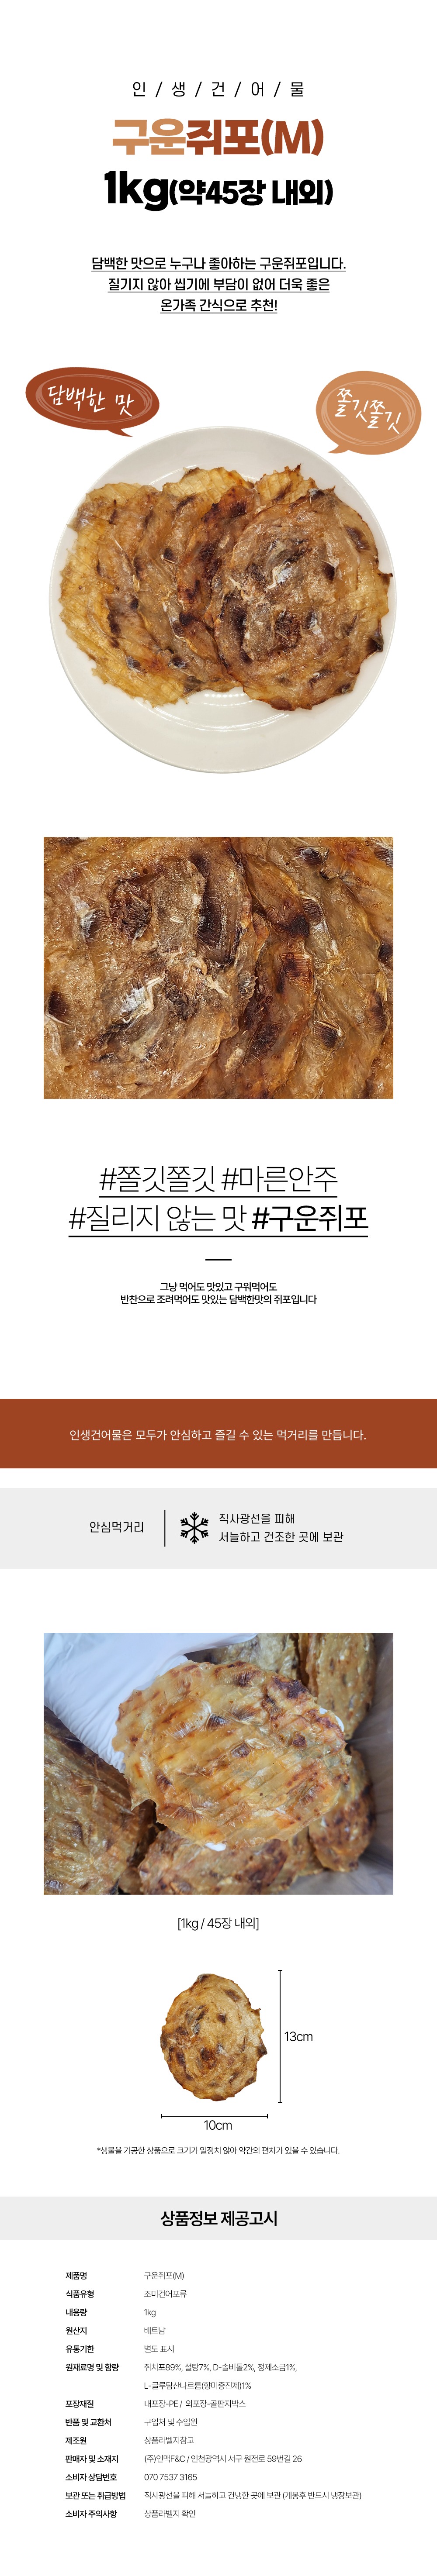 인 / 생 / 건 / 어 / 물
구운쥐포(M)
1kg(약45장 내외)
담백한 맛으로 누구나 좋아하는 구운쥐포입니다.
질기지 않아 씹기에 부담이 없어 더욱 좋은
온가족 간식으로 추천!
담백한 맛
쫄깃쫄깃
#쫄깃쫄깃 #마른안주
#질리지 않는 맛 #구운쥐포
그냥 먹어도 맛있고 구워먹어도
반찬으로 조려먹어도 맛있는 담백한맛의 쥐포입니다
인생건어물은 모두가 안심하고 즐길 수 있는 먹거리를 만듭니다.
안심먹거리
직사광선을 피해
서늘하고 건조한 곳에 보관
[1kg / 45장 내외]
13cm
10cm
*생물을 가공한 상품으로 크기가 일정치 않아 약간의 편차가 있을 수 있습니다.
상품정보 제공고시
제품명 구운쥐포(M)
식품유형 조미건어포류
내용량 1kg
원산지 베트남
유통기한 별도 표시
원재료명 및 함량 쥐치포89%, 설탕7%, D-솔비톨2%, 정제소금1%,
L-글루탐산나르륨(향미증진제)1%
포장재질 내포장-PE / 외포장-골판지박스
반품 및 교환처 구입처 및 수입원
제조원 상품라벨지참고
판매자 및 소재지 (주)인맥F&C / 인천광역시 서구 원전로 59번길 26
소비자 상담번호 070 7537 3165
보관 또는 취급방법 직사광선을 피해 서늘하고 건냉한 곳에 보관 (개봉후 반드시 냉장보관)
소비자 주의사항 상품라벨지 확인